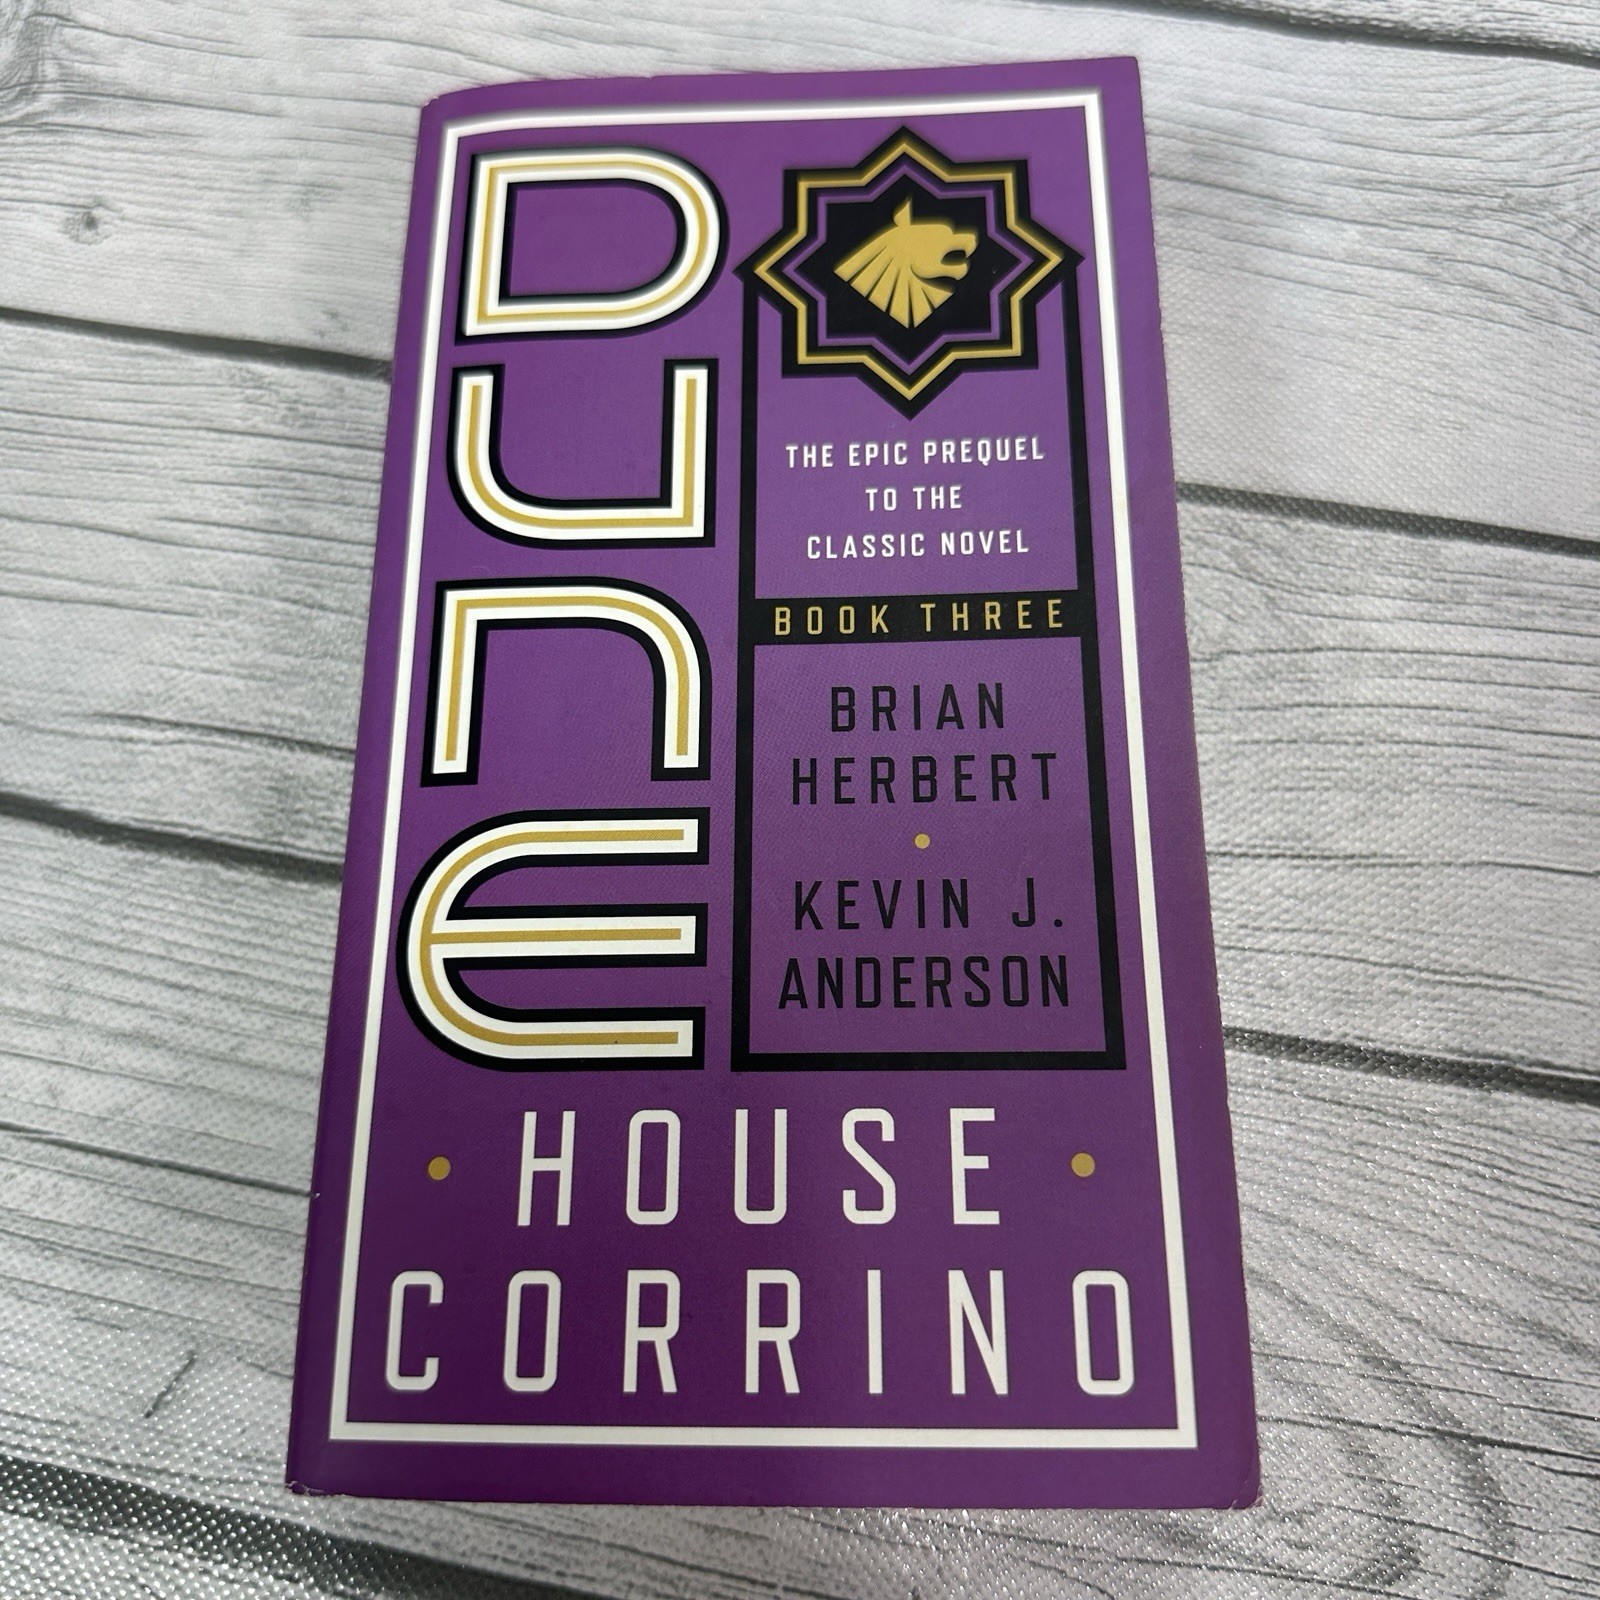 DUNE
THE EPIC PREQUEL
TO THE
CLASSIC NOVEL
BOOK THREE
BRIAN
HERBERT
KEVIN J.
ANDERSON
HOUSE
CORRINO